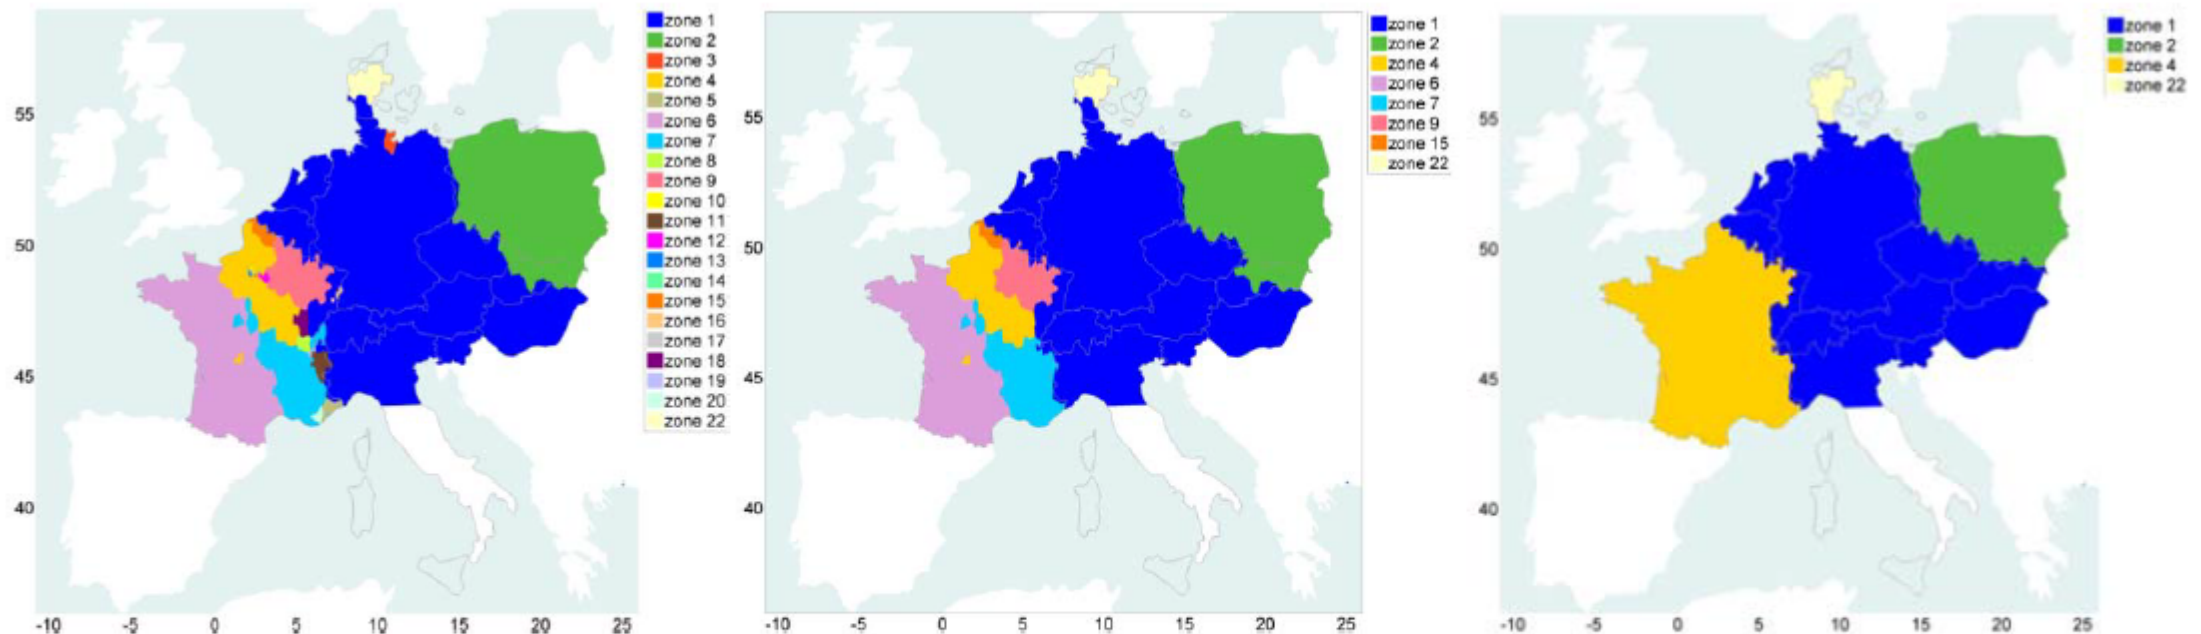 zone 1
zone 2
zone 3
zone 4
zone 5
zone 6
zone 7
zone 8
zone 9
zone 10
zone 11
zone 12
zone 13
zone 14
zone 15
zone 16
zone 17
zone 18
zone 19
zone 20
zone 22
55
50
45
40
-10 -5 0 5 10 15 20 25
zone 1
zone 2
zone 4
zone 6
zone 7
zone 9
zone 15
zone 22
55
50
45
40
-10 -5 0 5 10 15 20 25
zone 1
zone 2
zone 4
zone 22
55
50
45
40
-10 -5 0 5 10 15 20 25